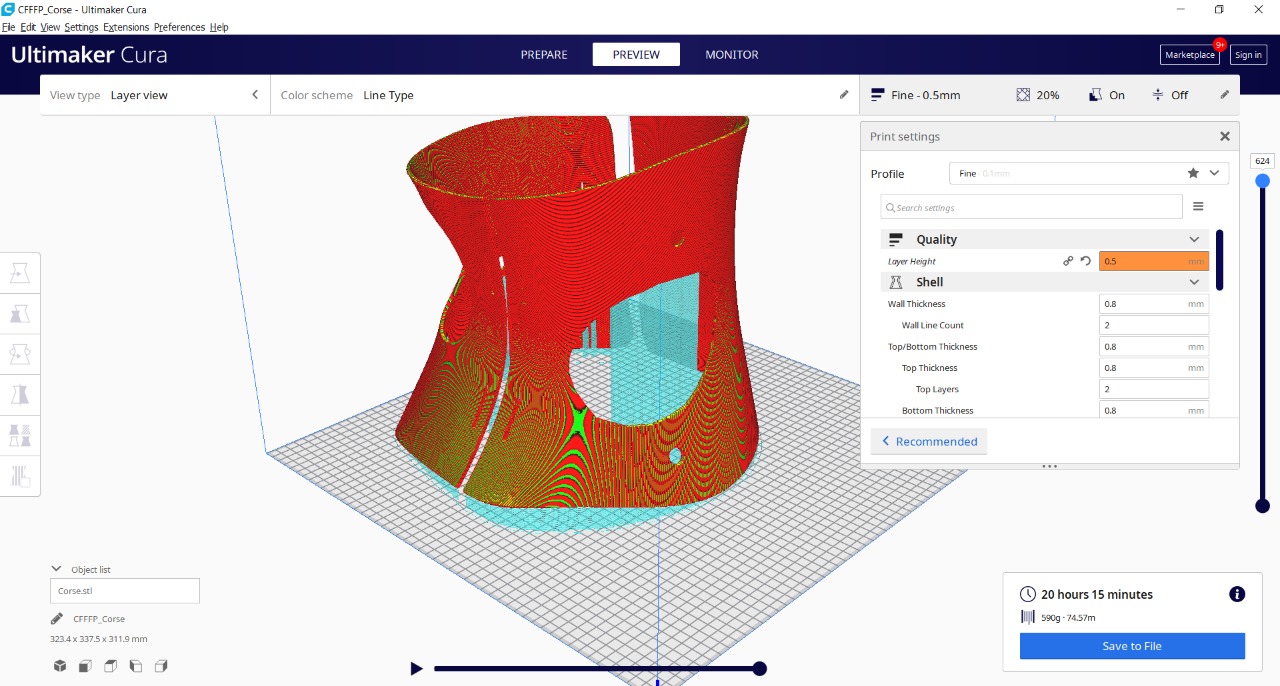 CFFFP_Corse - Ultimaker Cura
File Edit View Settings Extensions Preferences Help
Ultimaker Cura
PREPARE
PREVIEW
MONITOR
Marketplace
9+
Sign in
View type Layer view
Color scheme Line Type
Fine - 0.5mm
20%
On
Off
Print settings
Profile
Fine - 0.1mm
Search settings
Quality
Layer Height
0.5 mm
Shell
Wall Thickness
0.8 mm
Wall Line Count
2
Top/Bottom Thickness
0.8 mm
Top Thickness
0.8 mm
Top Layers
2
Bottom Thickness
0.8 mm
Recommended
624
Object list
Corse.stl
CFFFP_Corse
323.4 x 337.5 x 311.9 mm
20 hours 15 minutes
590g · 74.57m
Save to File